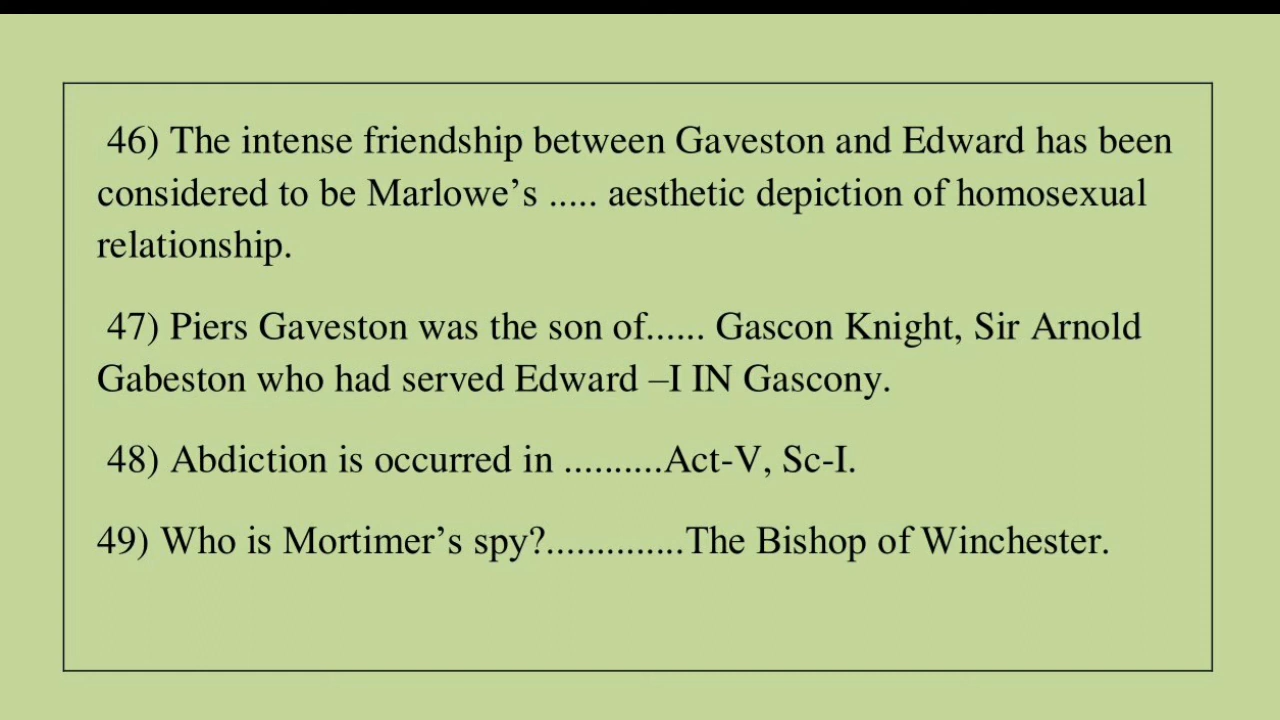 46) The intense friendship between Gaveston and Edward has been
considered to be Marlowe's ..... aesthetic depiction of homosexual
relationship.
47) Piers Gaveston was the son of...... Gascon Knight, Sir Arnold
Gabeston who had served Edward –I IN Gascony.
48) Abdiction is occurred in ..........Act-V, Sc-I.
49) Who is Mortimer's spy?..............The Bishop of Winchester.